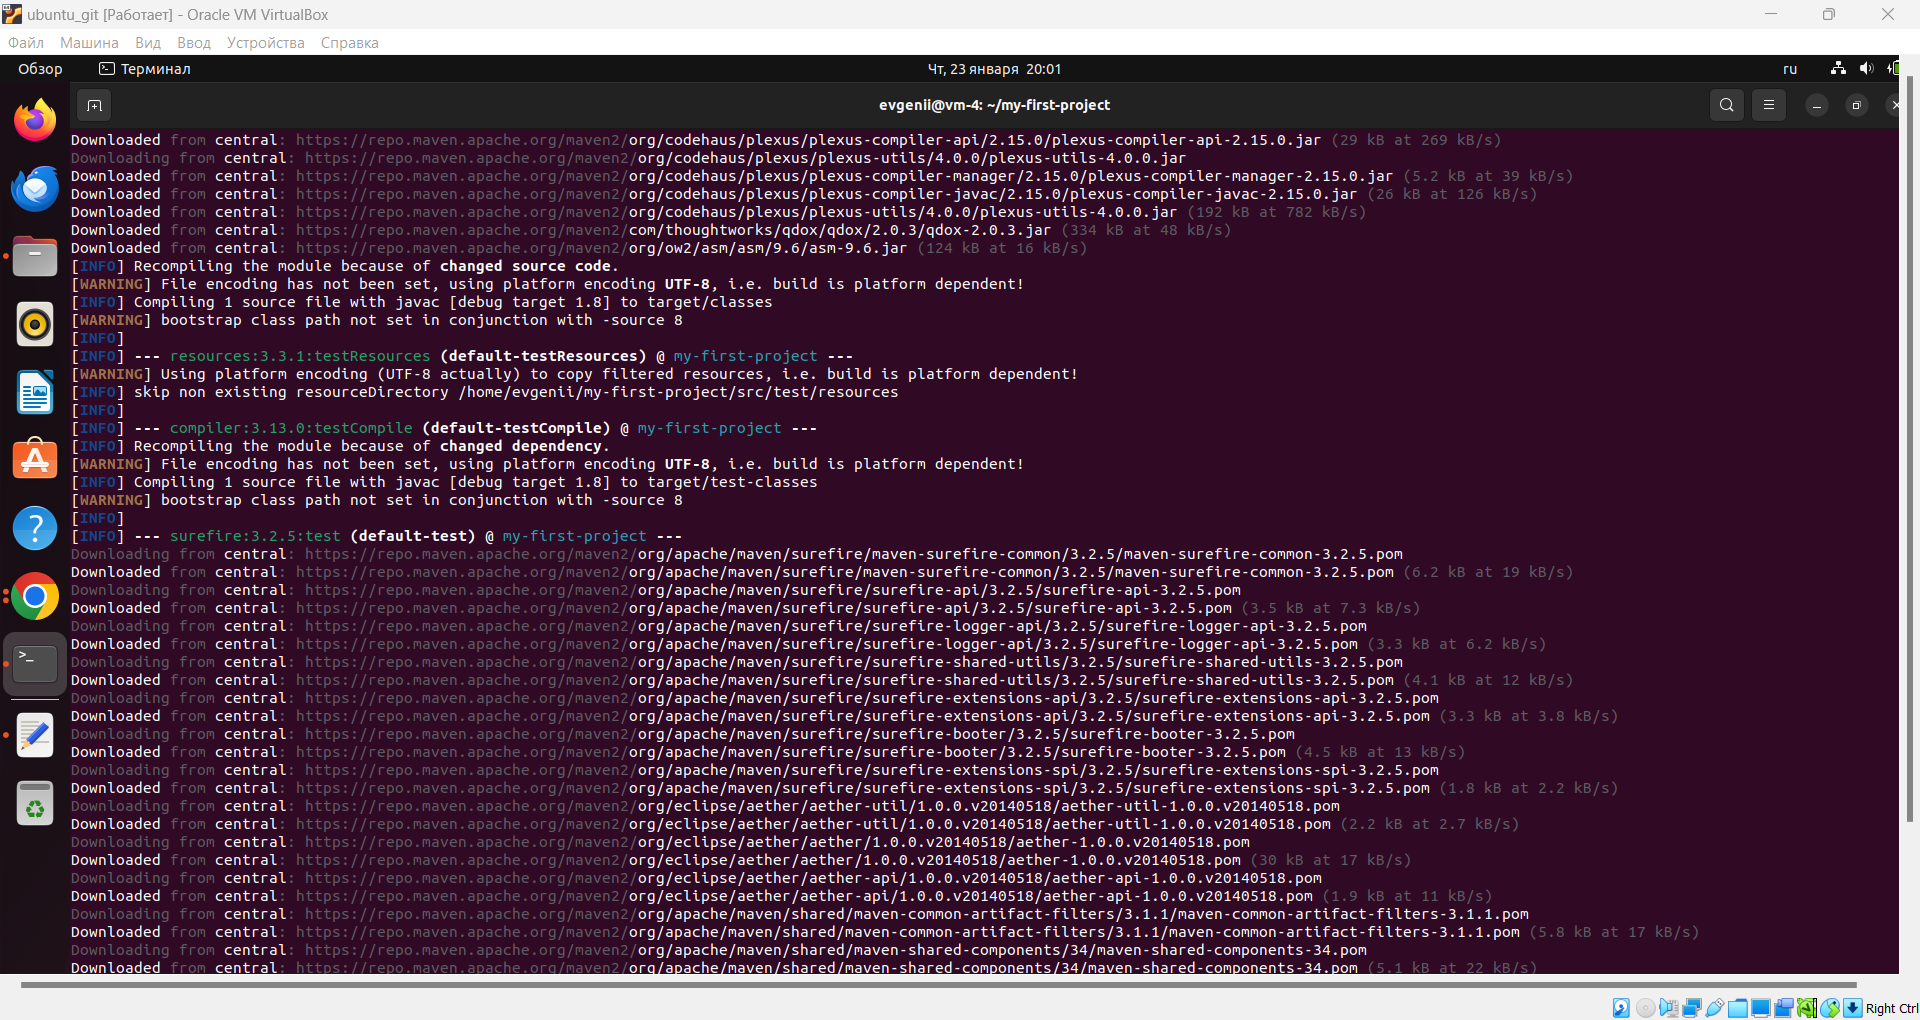 ubuntu_git [Работает] - Oracle VM VirtualBox
Файл Машина Вид Ввод Устройства Справка
Обзор Терминал Чт, 23 января 20:01 ru
evgenii@vm-4: ~/my-first-project
Downloaded from central: https://repo.maven.apache.org/maven2/org/codehaus/plexus/plexus-compiler-api/2.15.0/plexus-compiler-api-2.15.0.jar (29 kB at 269 kB/s)
Downloading from central: https://repo.maven.apache.org/maven2/org/codehaus/plexus/plexus-utils/4.0.0/plexus-utils-4.0.0.jar
Downloaded from central: https://repo.maven.apache.org/maven2/org/codehaus/plexus/plexus-compiler-manager/2.15.0/plexus-compiler-manager-2.15.0.jar (5.2 kB at 39 kB/s)
Downloaded from central: https://repo.maven.apache.org/maven2/org/codehaus/plexus/plexus-compiler-javac/2.15.0/plexus-compiler-javac-2.15.0.jar (26 kB at 126 kB/s)
Downloaded from central: https://repo.maven.apache.org/maven2/org/codehaus/plexus/plexus-utils/4.0.0/plexus-utils-4.0.0.jar (192 kB at 782 kB/s)
Downloaded from central: https://repo.maven.apache.org/maven2/com/thoughtworks/qdox/qdox/2.0.3/qdox-2.0.3.jar (334 kB at 48 kB/s)
Downloaded from central: https://repo.maven.apache.org/maven2/org/ow2/asm/asm/9.6/asm-9.6.jar (124 kB at 16 kB/s)
[INFO] Recompiling the module because of changed source code.
[WARNING] File encoding has not been set, using platform encoding UTF-8, i.e. build is platform dependent!
[INFO] Compiling 1 source file with javac [debug target 1.8] to target/classes
[WARNING] bootstrap class path not set in conjunction with -source 8
[INFO]
[INFO] --- resources:3.3.1:testResources (default-testResources) @ my-first-project ---
[WARNING] Using platform encoding (UTF-8 actually) to copy filtered resources, i.e. build is platform dependent!
[INFO] skip non existing resourceDirectory /home/evgenii/my-first-project/src/test/resources
[INFO]
[INFO] --- compiler:3.13.0:testCompile (default-testCompile) @ my-first-project ---
[INFO] Recompiling the module because of changed dependency.
[WARNING] File encoding has not been set, using platform encoding UTF-8, i.e. build is platform dependent!
[INFO] Compiling 1 source file with javac [debug target 1.8] to target/test-classes
[WARNING] bootstrap class path not set in conjunction with -source 8
[INFO]
[INFO] --- surefire:3.2.5:test (default-test) @ my-first-project ---
Downloading from central: https://repo.maven.apache.org/maven2/org/apache/maven/surefire/maven-surefire-common/3.2.5/maven-surefire-common-3.2.5.pom
Downloaded from central: https://repo.maven.apache.org/maven2/org/apache/maven/surefire/maven-surefire-common/3.2.5/maven-surefire-common-3.2.5.pom (6.2 kB at 19 kB/s)
Downloading from central: https://repo.maven.apache.org/maven2/org/apache/maven/surefire/surefire-api/3.2.5/surefire-api-3.2.5.pom
Downloaded from central: https://repo.maven.apache.org/maven2/org/apache/maven/surefire/surefire-api/3.2.5/surefire-api-3.2.5.pom (3.5 kB at 7.3 kB/s)
Downloading from central: https://repo.maven.apache.org/maven2/org/apache/maven/surefire/surefire-logger-api/3.2.5/surefire-logger-api-3.2.5.pom
Downloaded from central: https://repo.maven.apache.org/maven2/org/apache/maven/surefire/surefire-logger-api/3.2.5/surefire-logger-api-3.2.5.pom (3.3 kB at 6.2 kB/s)
Downloading from central: https://repo.maven.apache.org/maven2/org/apache/maven/surefire/surefire-shared-utils/3.2.5/surefire-shared-utils-3.2.5.pom
Downloaded from central: https://repo.maven.apache.org/maven2/org/apache/maven/surefire/surefire-shared-utils/3.2.5/surefire-shared-utils-3.2.5.pom (4.1 kB at 12 kB/s)
Downloading from central: https://repo.maven.apache.org/maven2/org/apache/maven/surefire/surefire-extensions-api/3.2.5/surefire-extensions-api-3.2.5.pom
Downloaded from central: https://repo.maven.apache.org/maven2/org/apache/maven/surefire/surefire-extensions-api/3.2.5/surefire-extensions-api-3.2.5.pom (3.3 kB at 3.8 kB/s)
Downloading from central: https://repo.maven.apache.org/maven2/org/apache/maven/surefire/surefire-booter/3.2.5/surefire-booter-3.2.5.pom
Downloaded from central: https://repo.maven.apache.org/maven2/org/apache/maven/surefire/surefire-booter/3.2.5/surefire-booter-3.2.5.pom (4.5 kB at 13 kB/s)
Downloading from central: https://repo.maven.apache.org/maven2/org/apache/maven/surefire/surefire-extensions-spi/3.2.5/surefire-extensions-spi-3.2.5.pom
Downloaded from central: https://repo.maven.apache.org/maven2/org/apache/maven/surefire/surefire-extensions-spi/3.2.5/surefire-extensions-spi-3.2.5.pom (1.8 kB at 2.2 kB/s)
Downloading from central: https://repo.maven.apache.org/maven2/org/eclipse/aether/aether-util/1.0.0.v20140518/aether-util-1.0.0.v20140518.pom
Downloaded from central: https://repo.maven.apache.org/maven2/org/eclipse/aether/aether-util/1.0.0.v20140518/aether-util-1.0.0.v20140518.pom (2.2 kB at 2.7 kB/s)
Downloading from central: https://repo.maven.apache.org/maven2/org/eclipse/aether/aether/1.0.0.v20140518/aether-1.0.0.v20140518.pom
Downloaded from central: https://repo.maven.apache.org/maven2/org/eclipse/aether/aether/1.0.0.v20140518/aether-1.0.0.v20140518.pom (30 kB at 17 kB/s)
Downloading from central: https://repo.maven.apache.org/maven2/org/eclipse/aether/aether-api/1.0.0.v20140518/aether-api-1.0.0.v20140518.pom
Downloaded from central: https://repo.maven.apache.org/maven2/org/eclipse/aether/aether-api/1.0.0.v20140518/aether-api-1.0.0.v20140518.pom (1.9 kB at 11 kB/s)
Downloading from central: https://repo.maven.apache.org/maven2/org/apache/maven/shared/maven-common-artifact-filters/3.1.1/maven-common-artifact-filters-3.1.1.pom
Downloaded from central: https://repo.maven.apache.org/maven2/org/apache/maven/shared/maven-common-artifact-filters/3.1.1/maven-common-artifact-filters-3.1.1.pom (5.8 kB at 17 kB/s)
Downloading from central: https://repo.maven.apache.org/maven2/org/apache/maven/shared/maven-shared-components/34/maven-shared-components-34.pom
Downloaded from central: https://repo.maven.apache.org/maven2/org/apache/maven/shared/maven-shared-components/34/maven-shared-components-34.pom (5.1 kB at 22 kB/s)
Right Ctrl